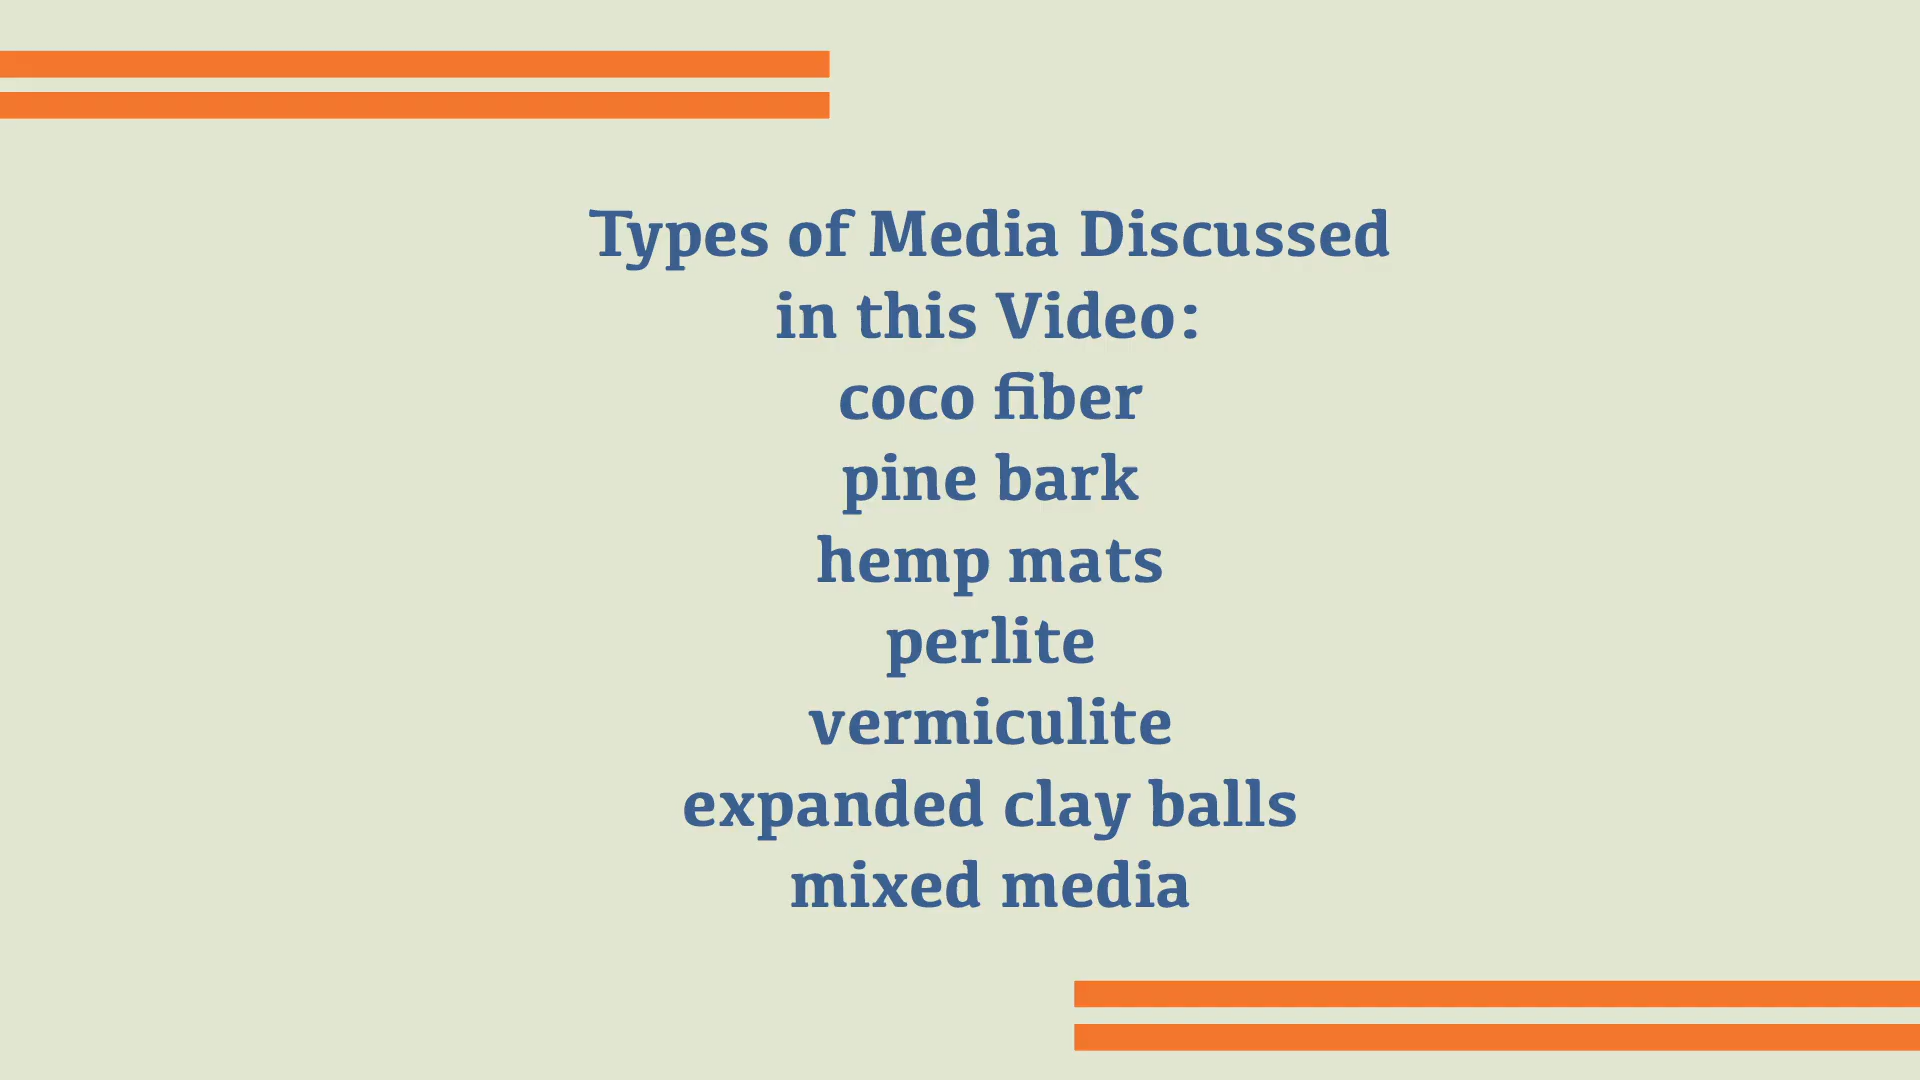 Types of Media Discussed
in this Video:
coco fiber
pine bark
hemp mats
perlite
vermiculite
expanded clay balls
mixed media